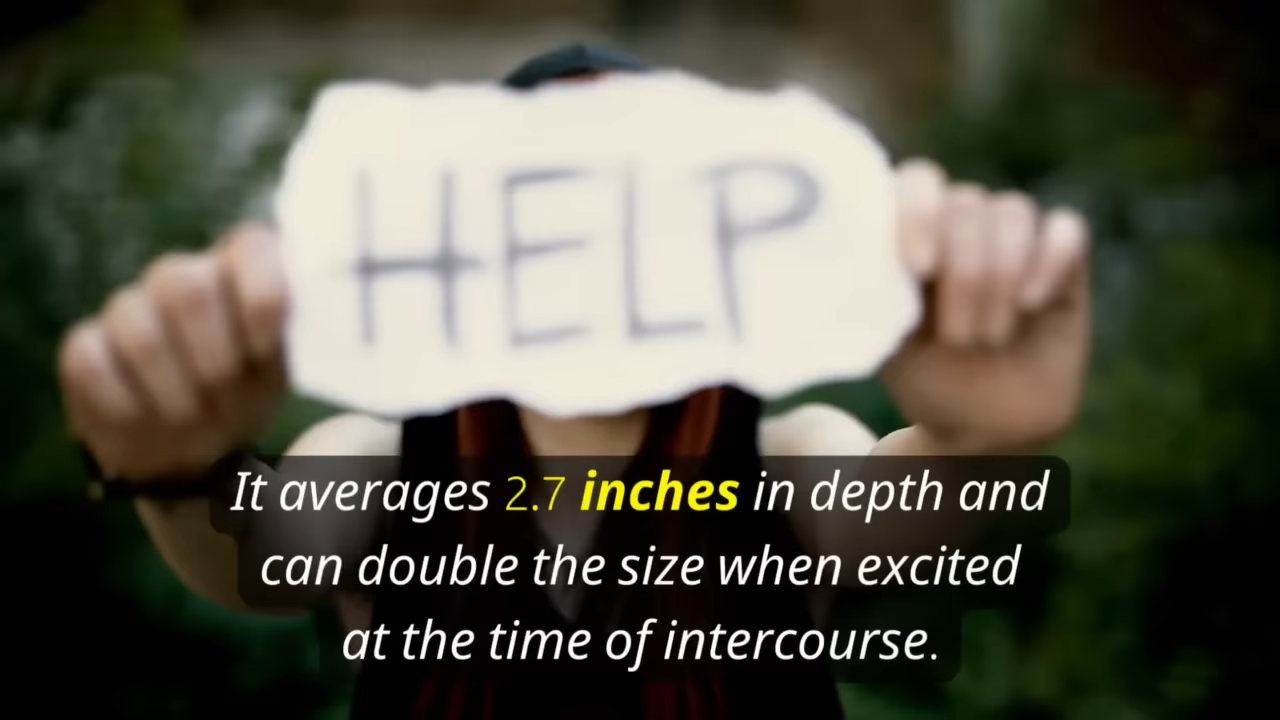 HELP
It averages 2.7 inches in depth and
can double the size when excited
at the time of intercourse.